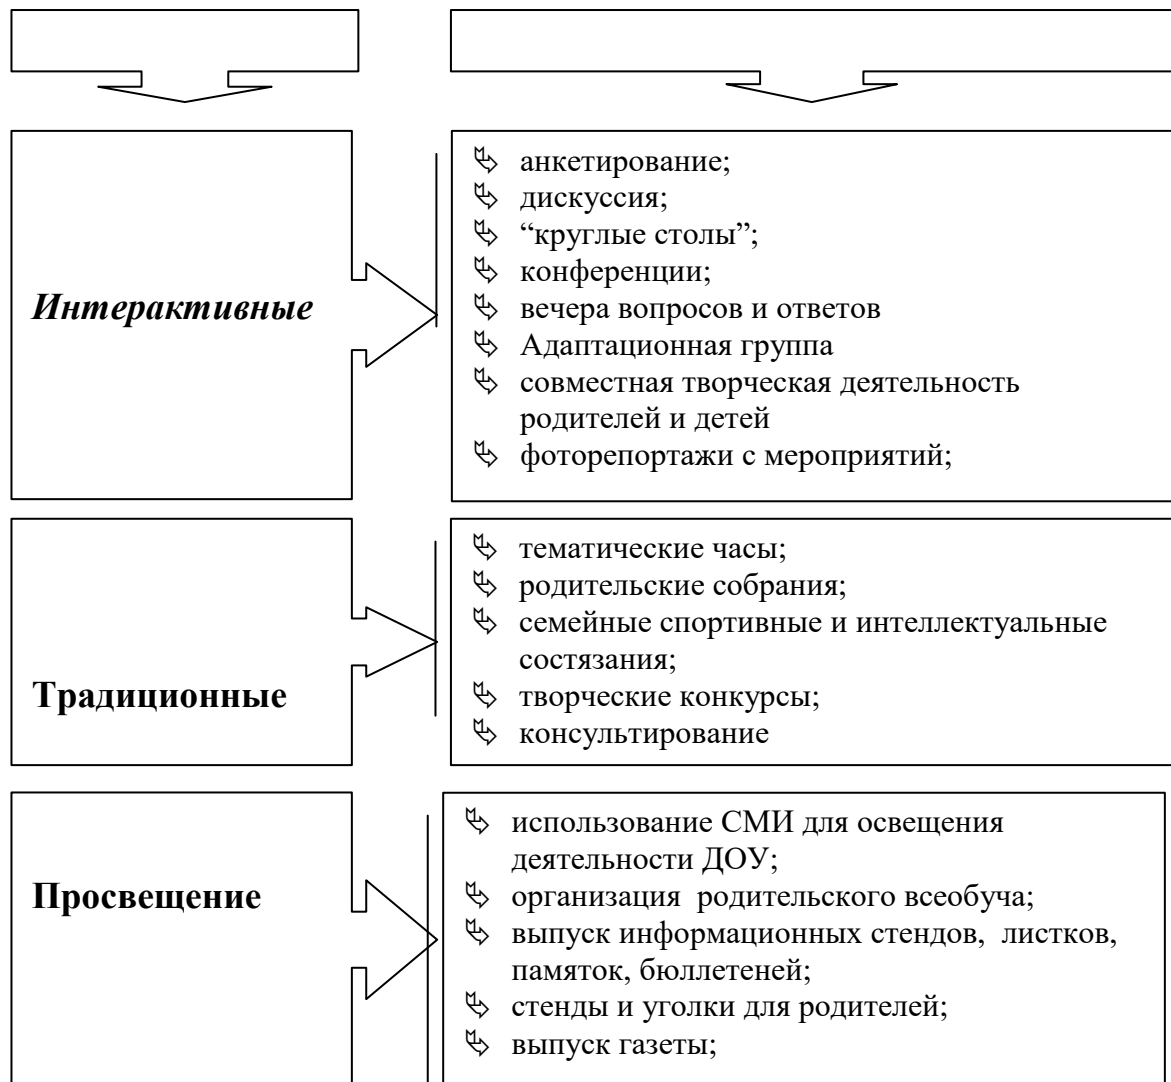 Интерактивные
анкетирование;
дискуссия;
“круглые столы”;
конференции;
вечера вопросов и ответов
Адаптационная группа
совместная творческая деятельность
родителей и детей
фоторепортажи с мероприятий;
Традиционные
тематические часы;
родительские собрания;
семейные спортивные и интеллектуальные
состязания;
творческие конкурсы;
консультирование
Просвещение
использование СМИ для освещения
деятельности ДОУ;
организация  родительского всеобуча;
выпуск информационных стендов,  листков,
памяток, бюллетеней;
стенды и уголки для родителей;
выпуск газеты;